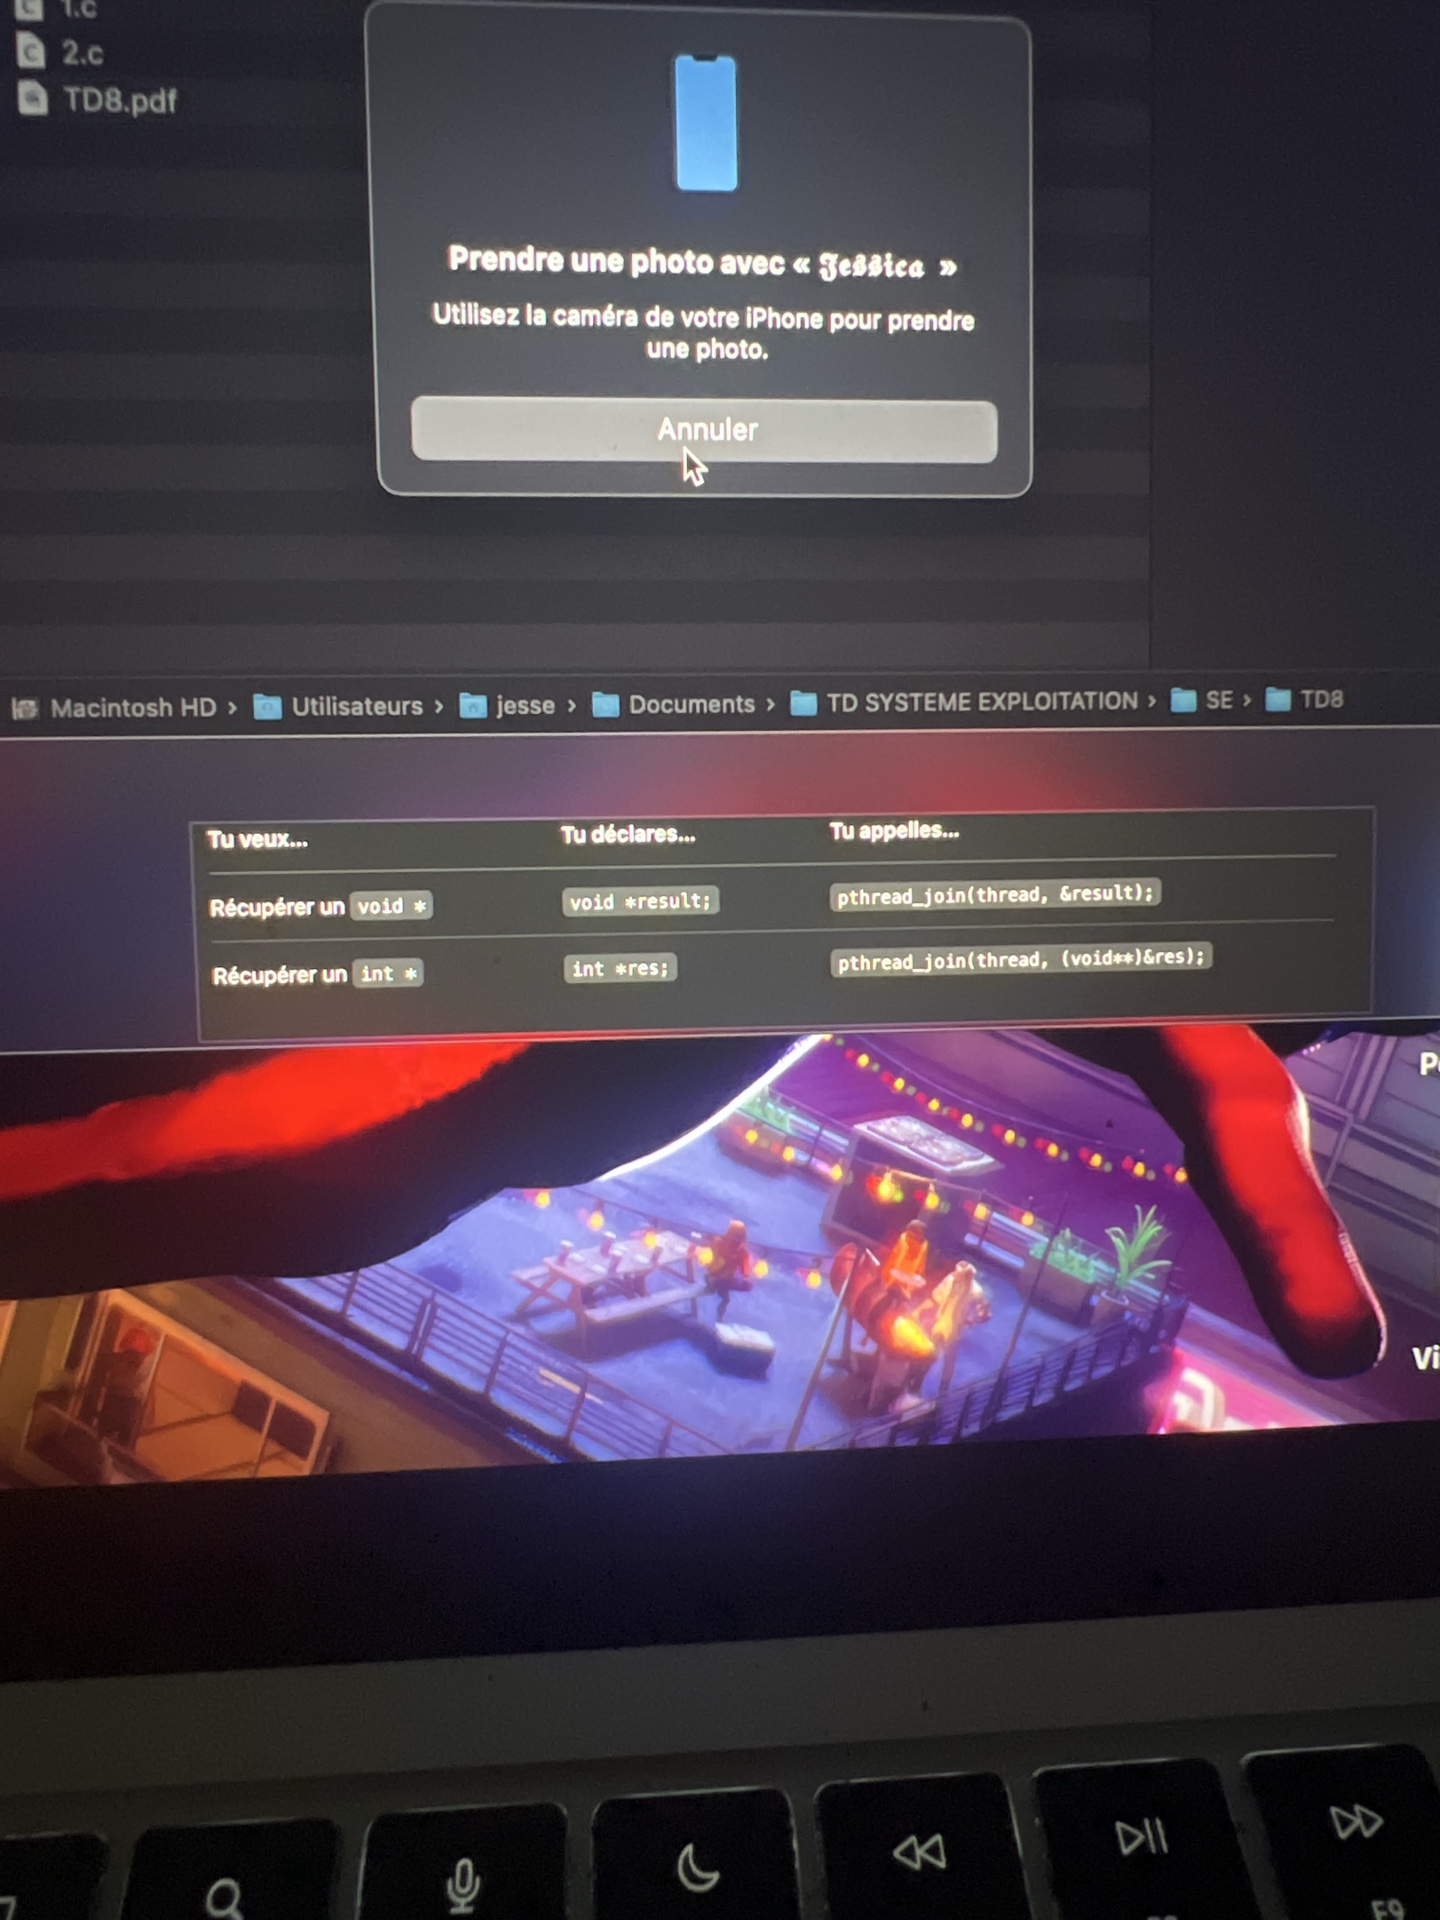 1.c
2.c
TD8.pdf
Prendre une photo avec « 𝕵𝖊𝖘𝖘𝖎𝖈𝖆 »
Utilisez la caméra de votre iPhone pour prendre
une photo.
Annuler
Macintosh HD › Utilisateurs › jesse › Documents › TD SYSTEME EXPLOITATION › SE › TD8
Tu veux... Tu déclares... Tu appelles...
Récupérer un void * void *result; pthread_join(thread, &result);
Récupérer un int * int *res; pthread_join(thread, (void**)&res);
F9